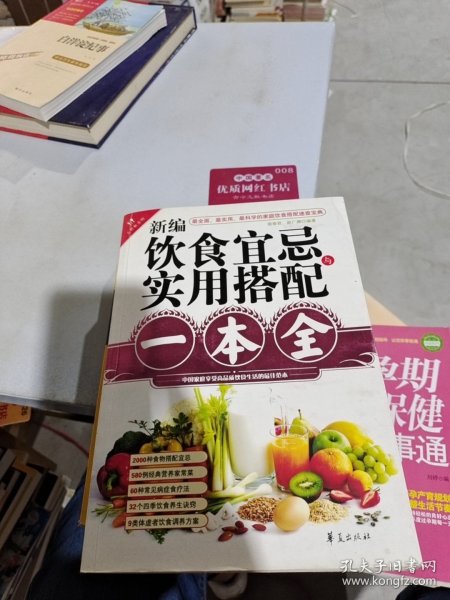 白洋淀纪事
008
中国著名
优质网红书店
最全面、最实用、最科学的家庭饮食搭配速查宝典
新编
饮食宜忌
与
实用搭配
一本全
中国家庭享受高品质饮食生活的最佳范本
2000种食物搭配宜忌
580例经典营养家常菜
60种常见病症食疗法
32个四季饮食养生诀窍
9类体虚者饮食调养方案
华夏出版社
孕期
保健
事通
孔夫子旧书网
www.kongfz.com